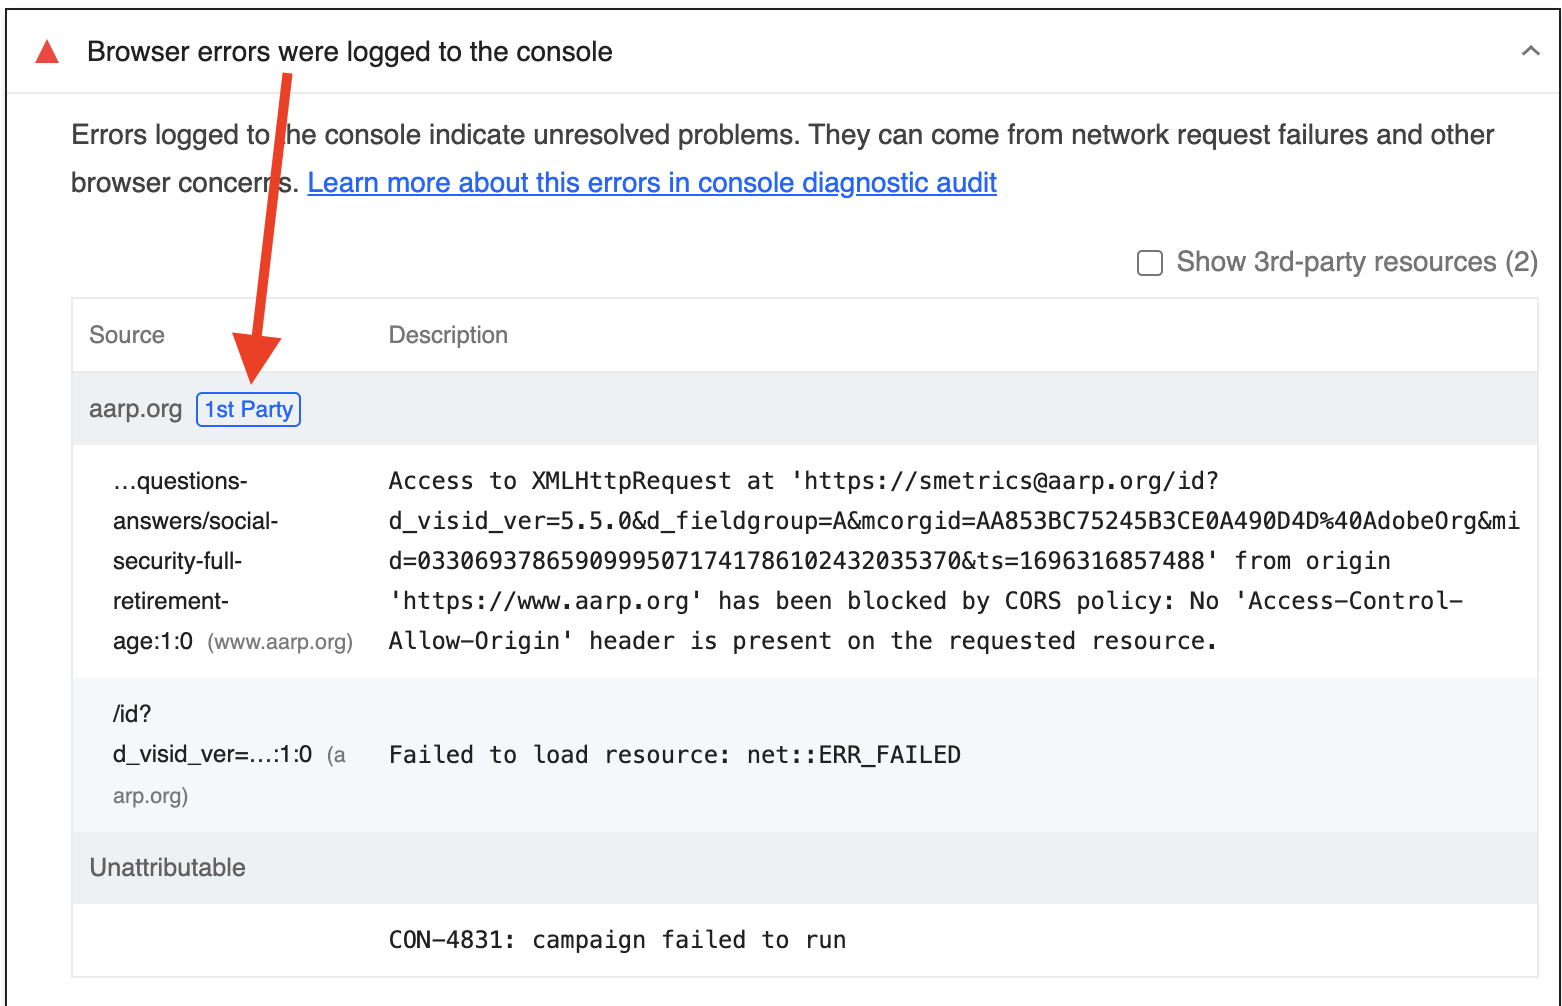 Browser errors were logged to the console
Errors logged to the console indicate unresolved problems. They can come from network request failures and other
browser concerns. Learn more about this errors in console diagnostic audit
Show 3rd-party resources (2)
Source Description
aarp.org 1st Party
...questions-
answers/social-
security-full-
retirement-
age:1:0 (www.aarp.org)
Access to XMLHttpRequest at 'https://smetrics@aarp.org/id?
d_visid_ver=5.5.0&d_fieldgroup=A&mcorgid=AA853BC75245B3CE0A490D4D%40AdobeOrg&mi
d=03306937865909995071741786102432035370&ts=1696316857488' from origin
'https://www.aarp.org' has been blocked by CORS policy: No 'Access-Control-
Allow-Origin' header is present on the requested resource.
/id?
d_visid_ver=...:1:0 (a
arp.org)
Failed to load resource: net::ERR_FAILED
Unattributable
CON-4831: campaign failed to run